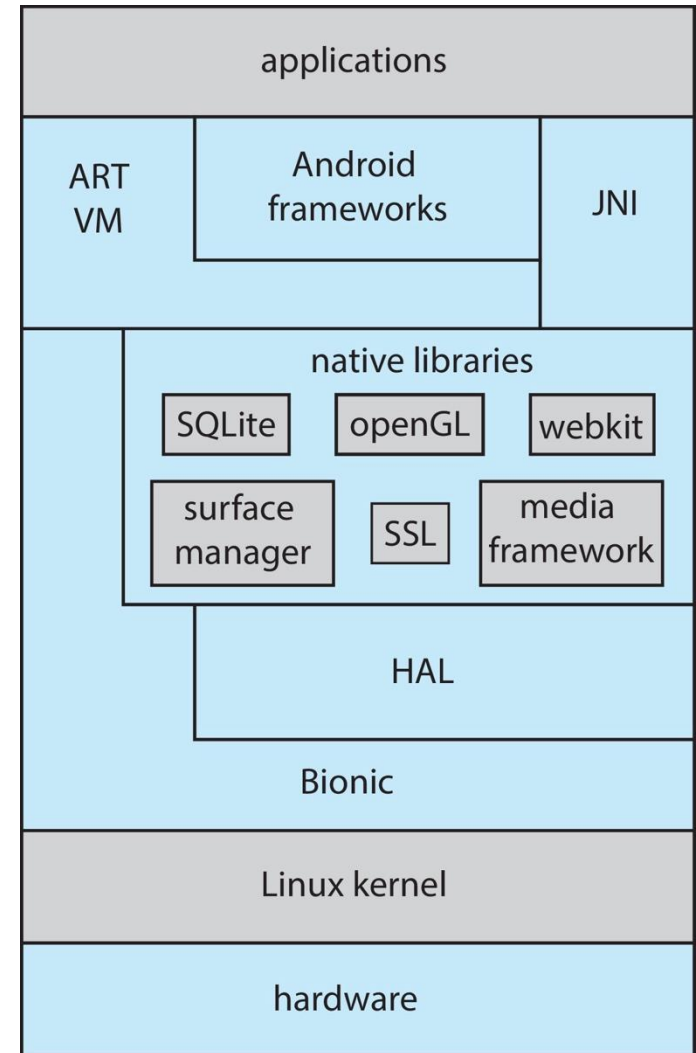 applications
ART
VM
Android
frameworks
JNI
native libraries
SQLite
openGL
webkit
surface
manager
SSL
media
framework
HAL
Bionic
Linux kernel
hardware